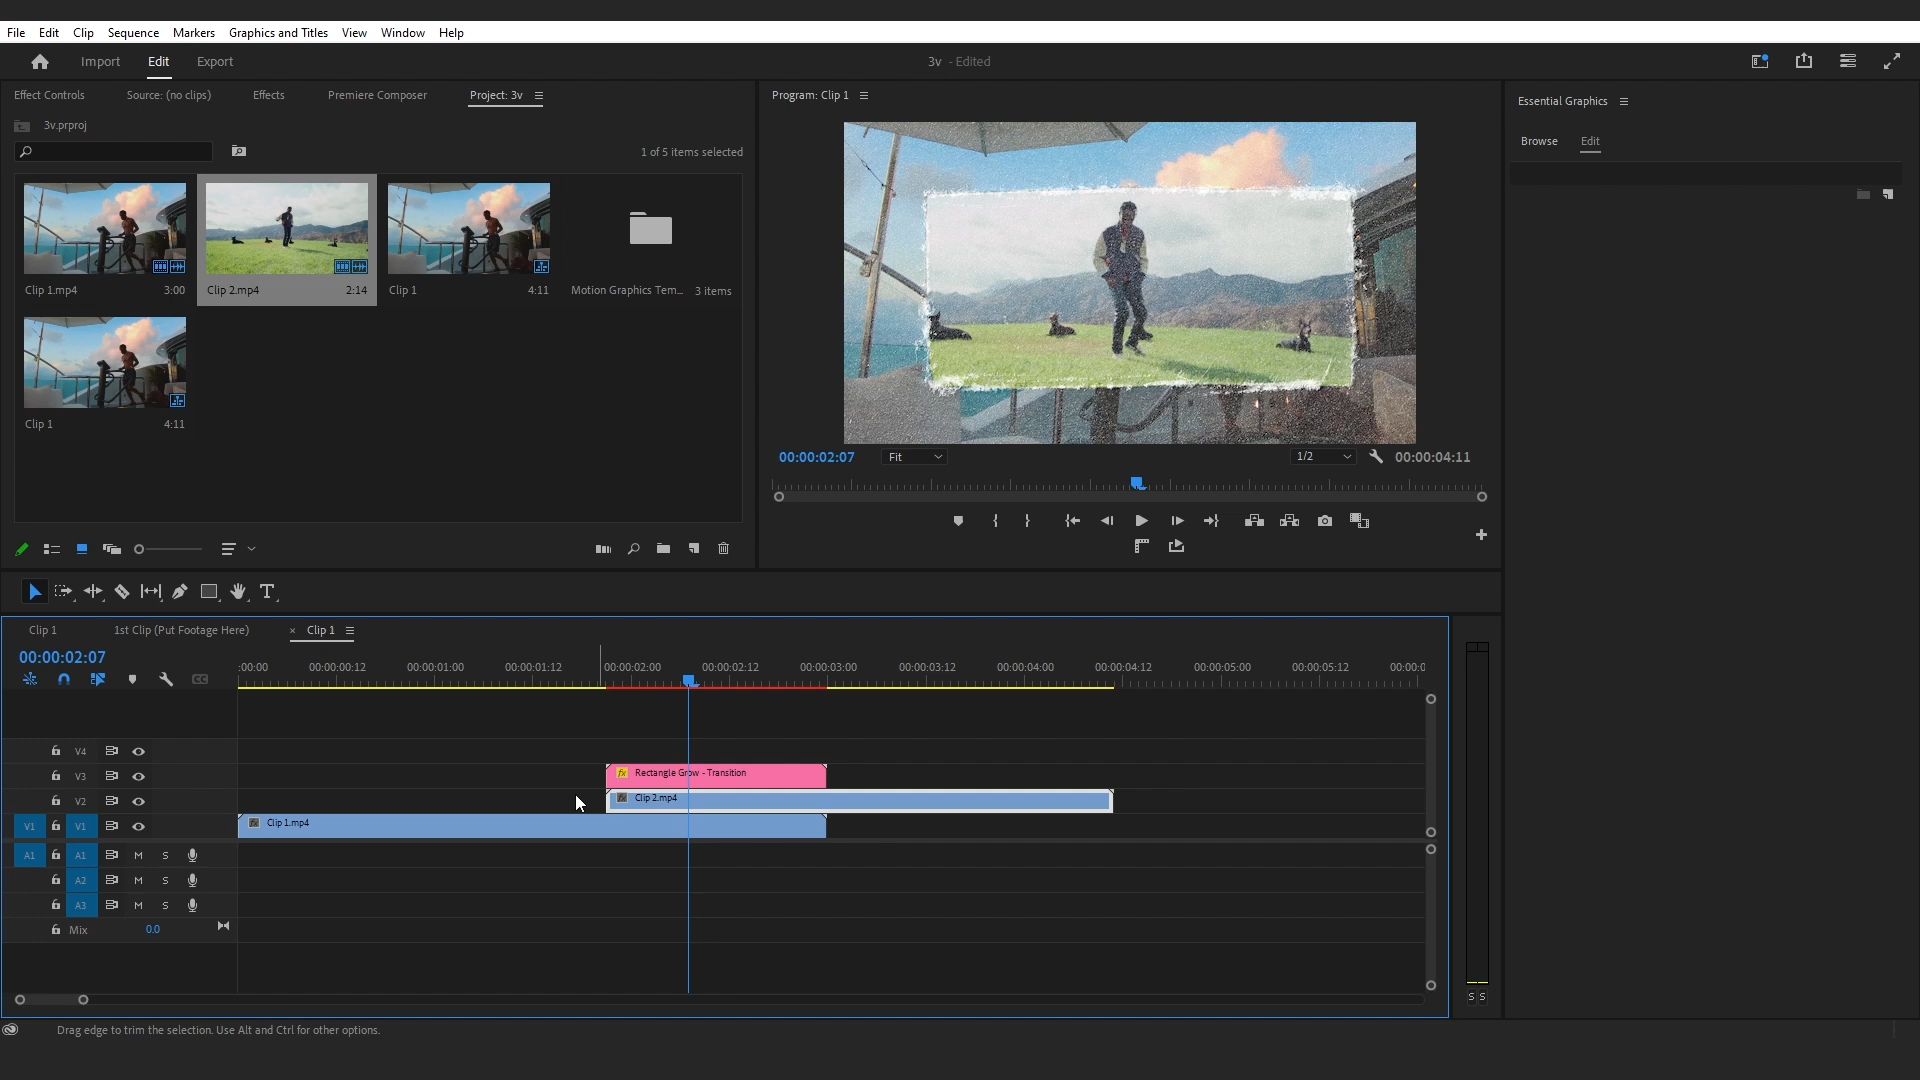 File Edit Clip Sequence Markers Graphics and Titles View Window Help
Import Edit Export
3v - Edited
Effect Controls Source: (no clips) Effects Premiere Composer Project: 3v
3v.prproj
1 of 5 items selected
Clip 1.mp4 3:00
Clip 2.mp4 2:14
Clip 1 4:11
Motion Graphics Tem... 3 items
Clip 1 4:11
Program: Clip 1
00:00:02:07 Fit 1/2 00:00:04:11
Essential Graphics
Browse Edit
Clip 1 1st Clip (Put Footage Here) × Clip 1
00:00:02:07
:00:00 00:00:00:12 00:00:01:00 00:00:01:12 00:00:02:00 00:00:02:12 00:00:03:00 00:00:03:12 00:00:04:00 00:00:04:12 00:00:05:00 00:00:05:12 00:00:0
CC
V4
V3 fx Rectangle Grow - Transition
V2 fx Clip 2.mp4
V1 V1 fx Clip 1.mp4
A1 A1 M S
A2 M S
A3 M S
Mix 0.0
S S
Drag edge to trim the selection. Use Alt and Ctrl for other options.